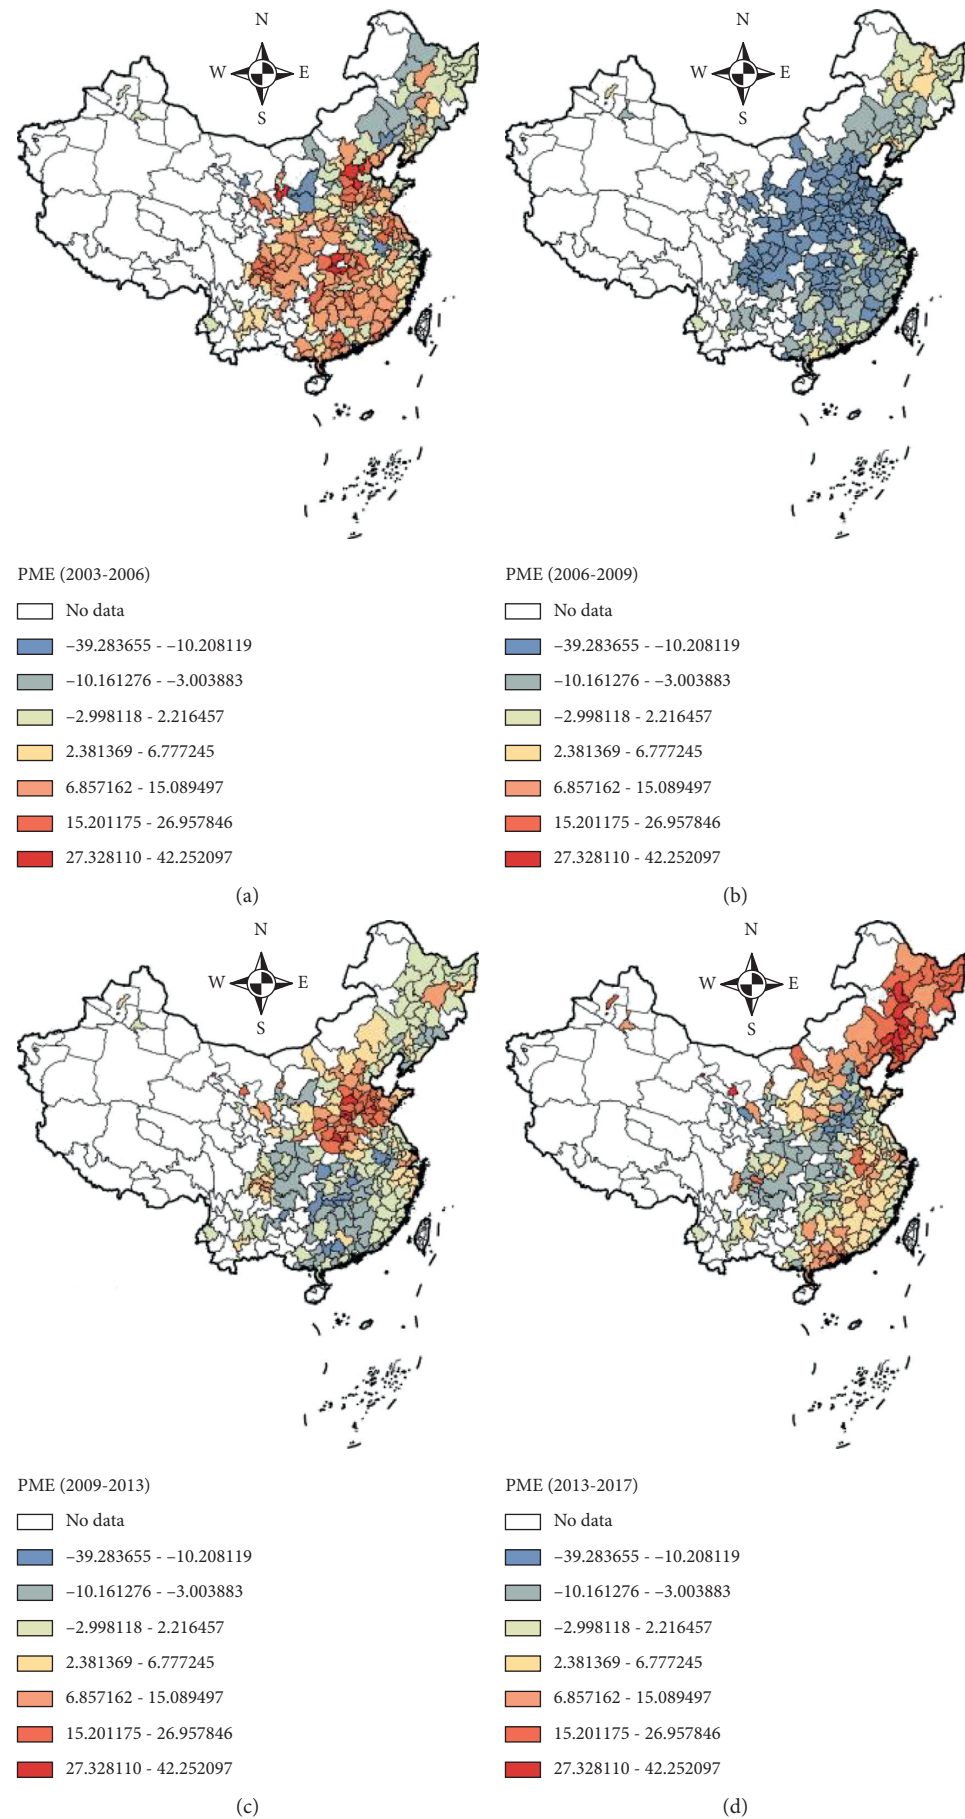 N
N
W
E
W
E
S
S
PME (2003-2006)
No data
–39.283655 - –10.208119
–10.161276 - –3.003883
–2.998118 - 2.216457
2.381369 - 6.777245
6.857162 - 15.089497
15.201175 - 26.957846
27.328110 - 42.252097
(a)
PME (2006-2009)
No data
–39.283655 - –10.208119
–10.161276 - –3.003883
–2.998118 - 2.216457
2.381369 - 6.777245
6.857162 - 15.089497
15.201175 - 26.957846
27.328110 - 42.252097
(b)
N
N
W
E
W
E
S
S
PME (2009-2013)
No data
–39.283655 - –10.208119
–10.161276 - –3.003883
–2.998118 - 2.216457
2.381369 - 6.777245
6.857162 - 15.089497
15.201175 - 26.957846
27.328110 - 42.252097
(c)
PME (2013-2017)
No data
–39.283655 - –10.208119
–10.161276 - –3.003883
–2.998118 - 2.216457
2.381369 - 6.777245
6.857162 - 15.089497
15.201175 - 26.957846
27.328110 - 42.252097
(d)